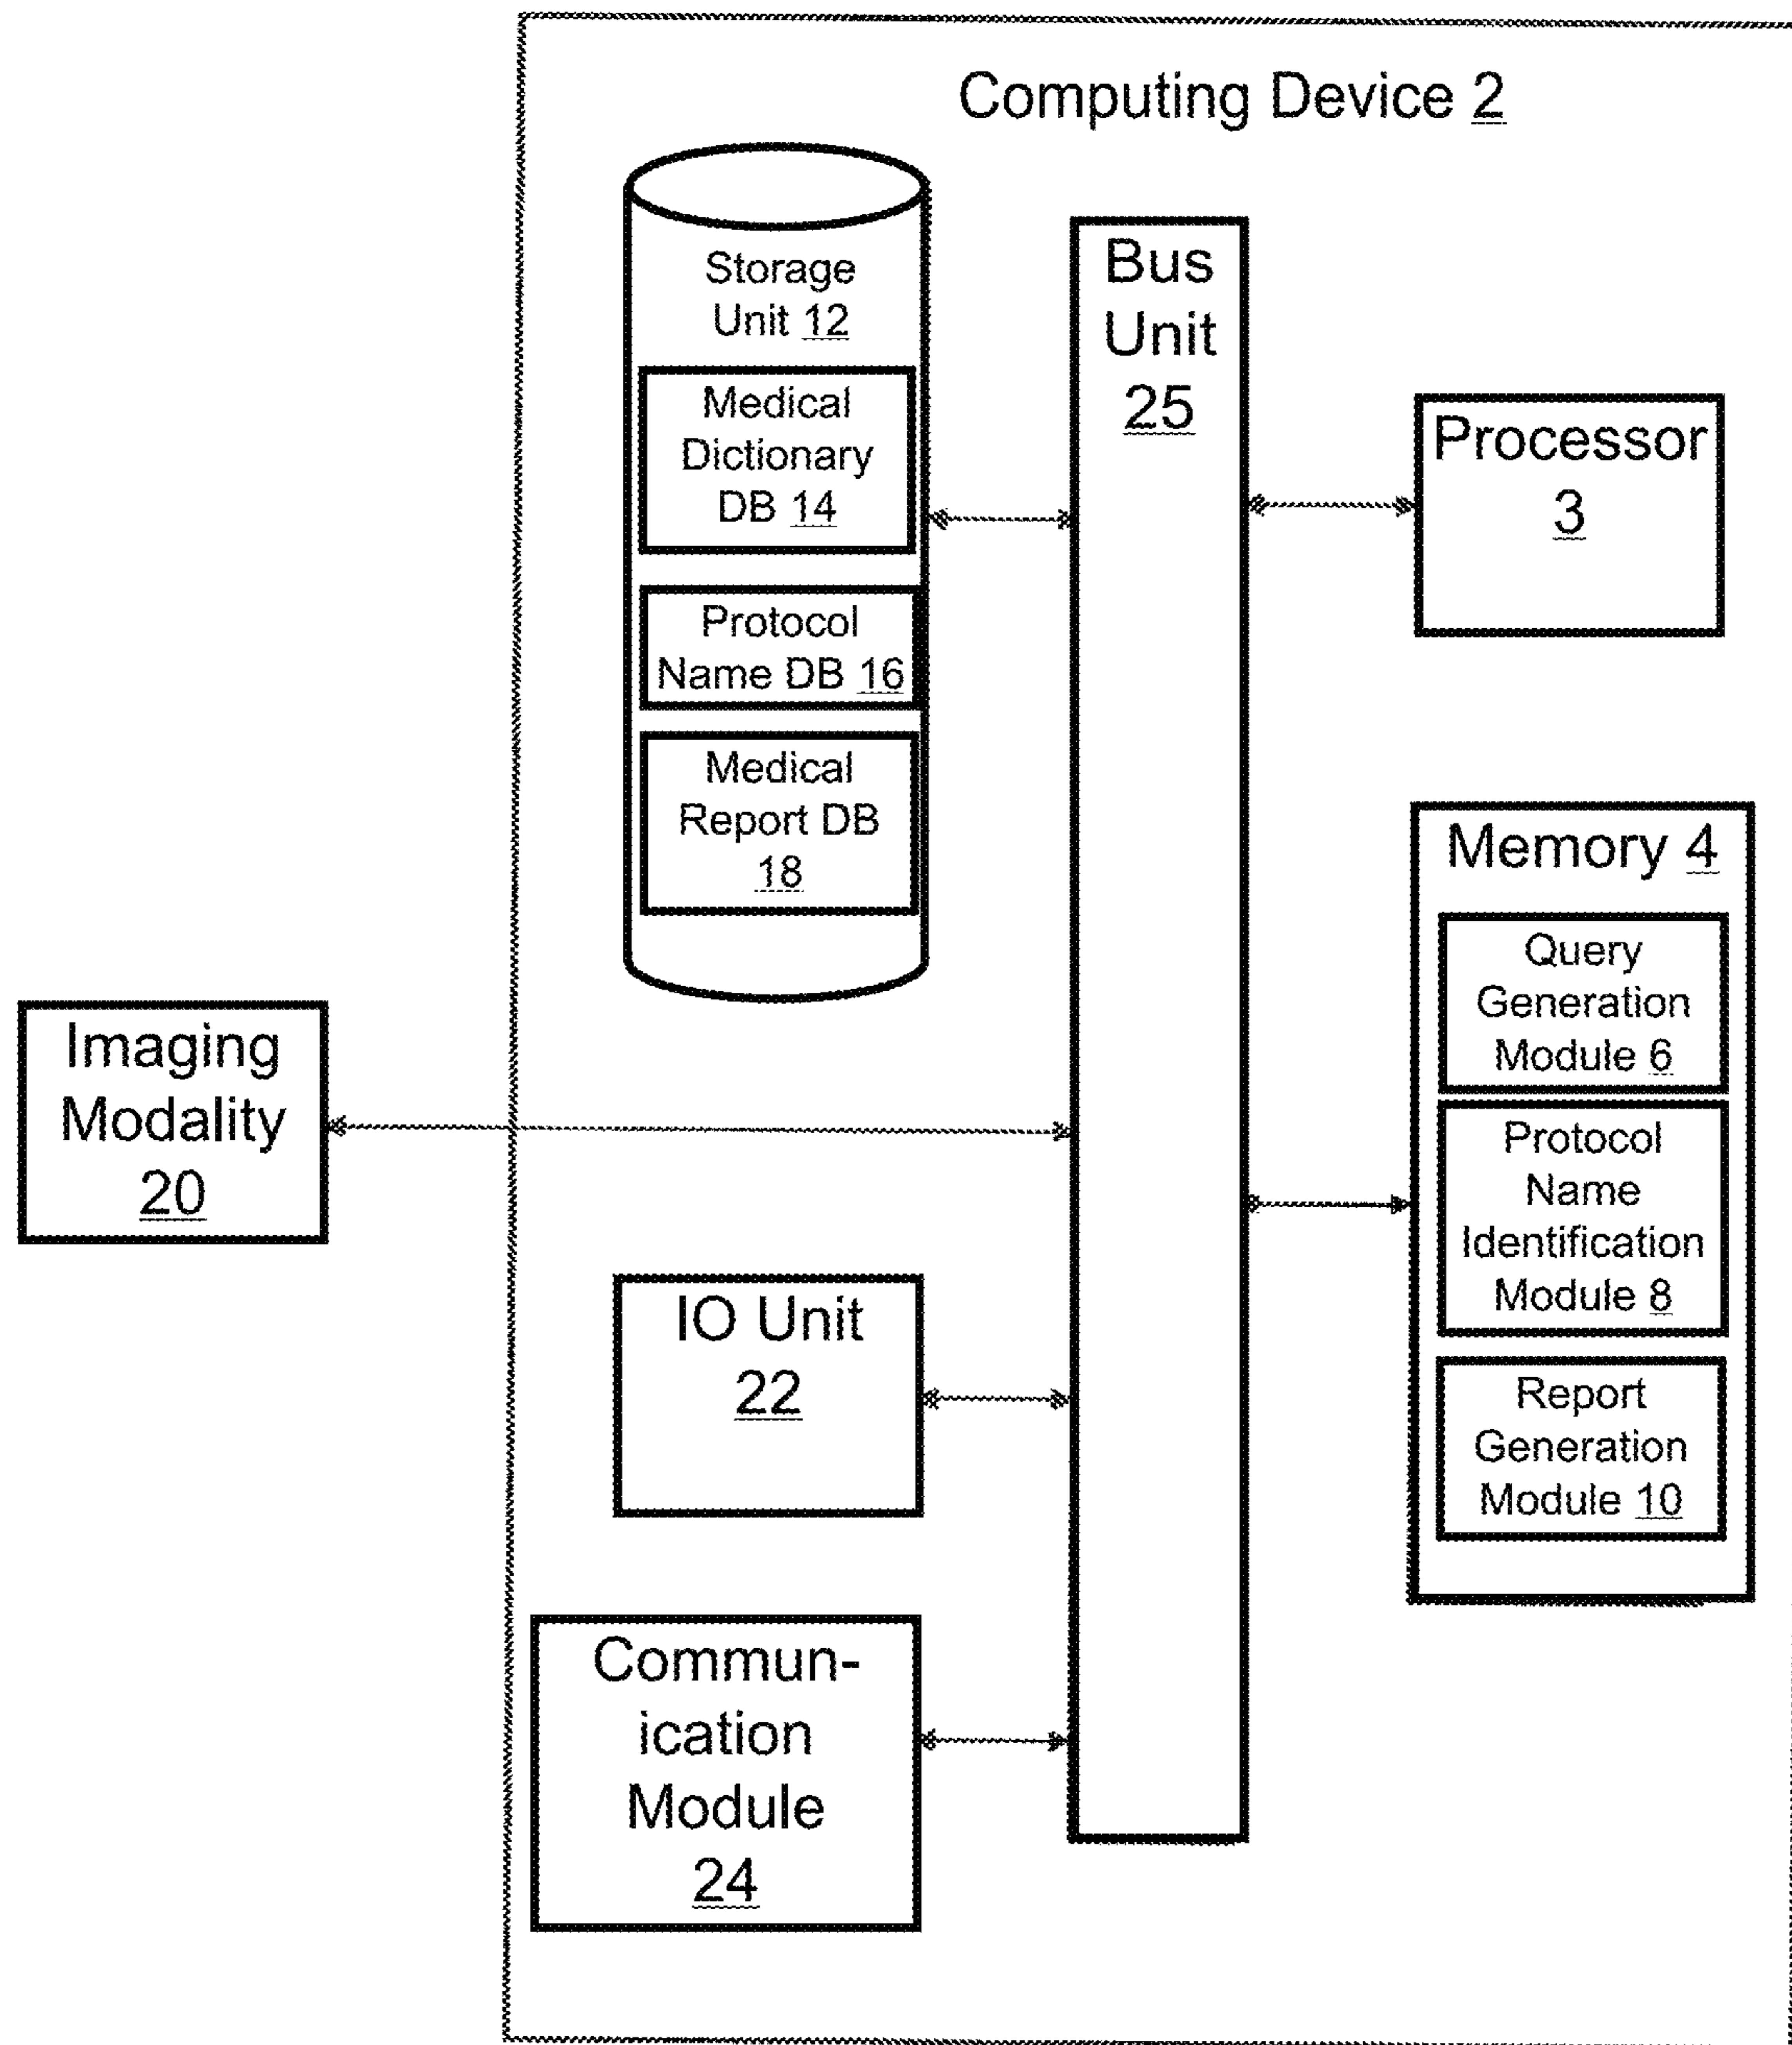 Computing Device 2
Storage
Unit 12
Medical
Dictionary
DB 14
Protocol
Name DB 16
Medical
Report DB
18
Bus
Unit
25
Processor
3
Memory 4
Query
Generation
Module 6
Protocol
Name
Identification
Module 8
Report
Generation
Module 10
Imaging
Modality
20
IO Unit
22
Commun-
ication
Module
24